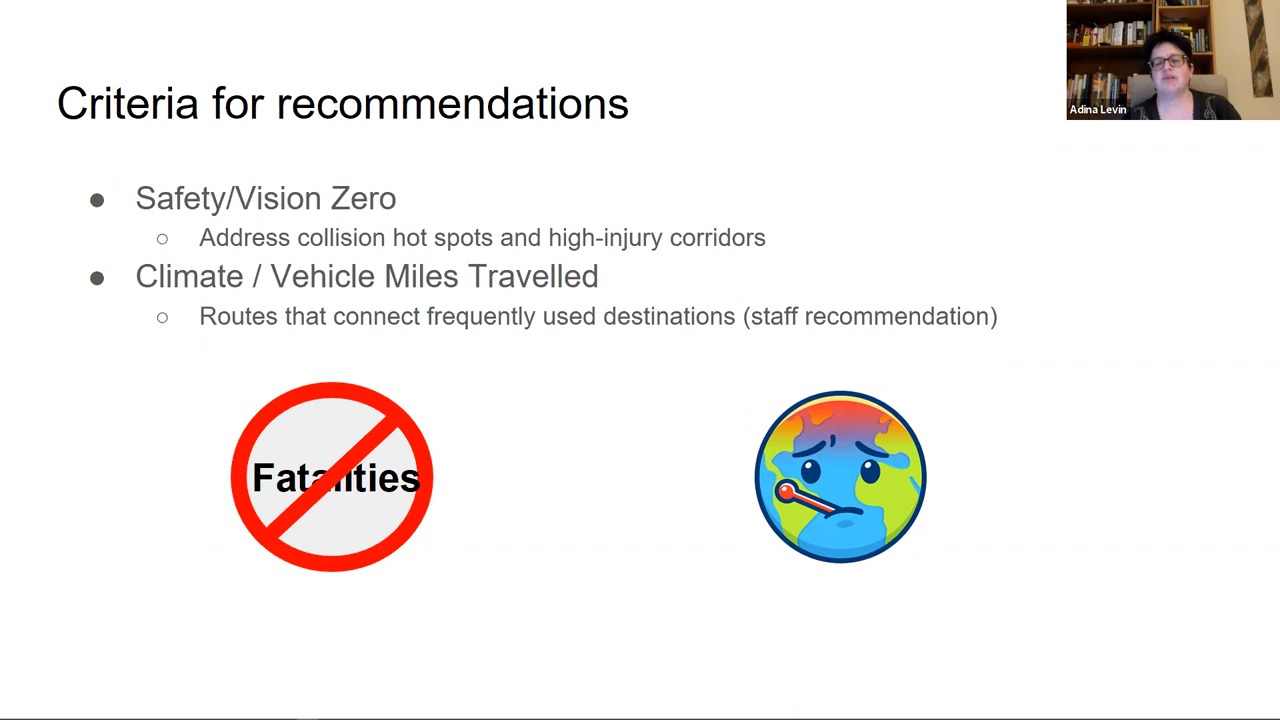 Criteria for recommendations
Adina Levin
Safety/Vision Zero
Address collision hot spots and high-injury corridors
Climate / Vehicle Miles Travelled
Routes that connect frequently used destinations (staff recommendation)
Fatalities